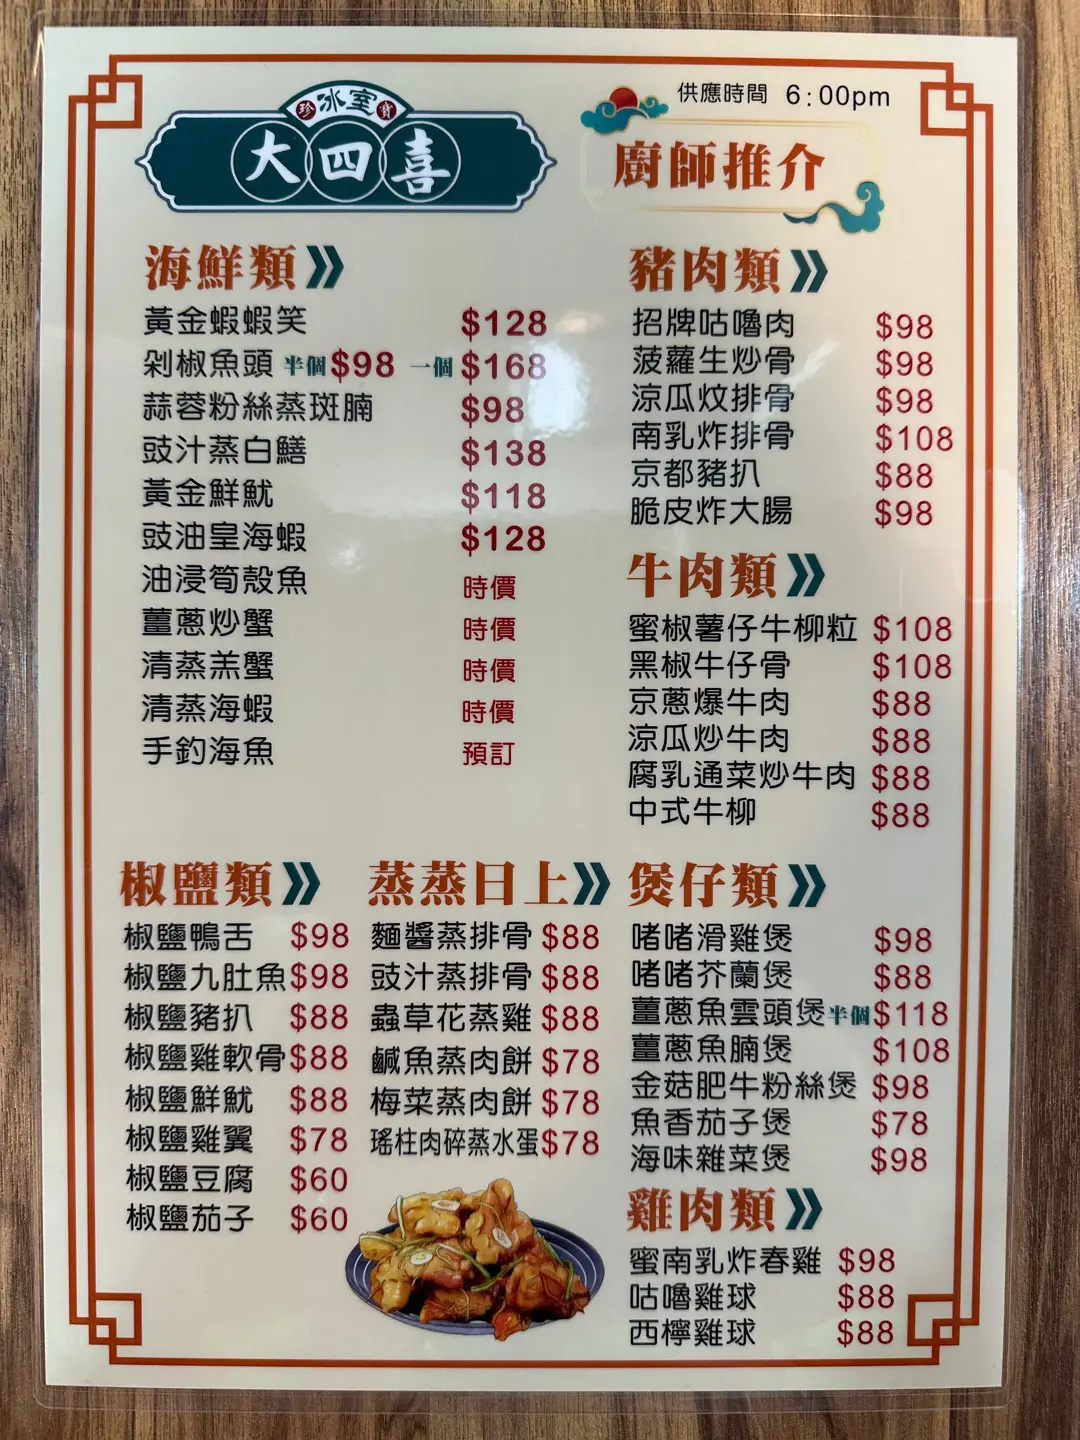 珍 冰室 寶
大四喜
供應時間 6:00pm
廚師推介
海鮮類
黃金蝦蝦笑 $128
剁椒魚頭 半個 $98 一個 $168
蒜蓉粉絲蒸斑腩 $98
豉汁蒸白鱔 $138
黃金鮮魷 $118
豉油皇海蝦 $128
油浸筍殼魚 時價
薑蔥炒蟹 時價
清蒸羔蟹 時價
清蒸海蝦 時價
手釣海魚 預訂
豬肉類
招牌咕嚕肉 $98
菠蘿生炒骨 $98
涼瓜炆排骨 $98
南乳炸排骨 $108
京都豬扒 $88
脆皮炸大腸 $98
牛肉類
蜜椒薯仔牛柳粒 $108
黑椒牛仔骨 $108
京蔥爆牛肉 $88
涼瓜炒牛肉 $88
腐乳通菜炒牛肉 $88
中式牛柳 $88
椒鹽類
椒鹽鴨舌 $98
椒鹽九肚魚 $98
椒鹽豬扒 $88
椒鹽雞軟骨 $88
椒鹽鮮魷 $88
椒鹽雞翼 $78
椒鹽豆腐 $60
椒鹽茄子 $60
蒸蒸日上
麵醬蒸排骨 $88
豉汁蒸排骨 $88
蟲草花蒸雞 $88
鹹魚蒸肉餅 $78
梅菜蒸肉餅 $78
瑤柱肉碎蒸水蛋 $78
煲仔類
啫啫滑雞煲 $98
啫啫芥蘭煲 $88
薑蔥魚雲頭煲 半個 $118
薑蔥魚腩煲 $108
金菇肥牛粉絲煲 $98
魚香茄子煲 $78
海味雜菜煲 $98
雞肉類
蜜南乳炸春雞 $98
咕嚕雞球 $88
西檸雞球 $88